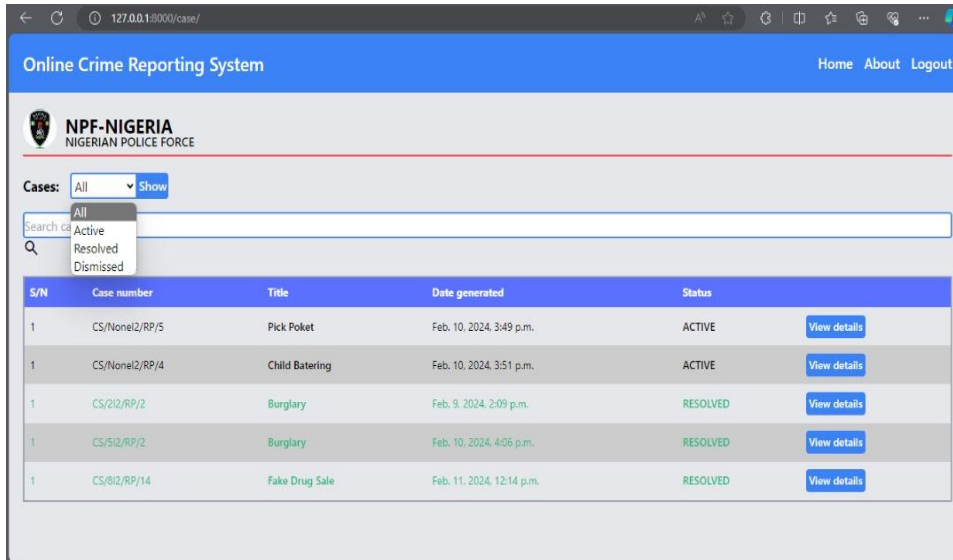 127.0.0.1:8000/case/
Online Crime Reporting System
Home About Logout
NPF-NIGERIA
NIGERIAN POLICE FORCE
Cases: All Show
All
Search ca
Active
Resolved
Dismissed
S/N Case number Title Date generated Status
1 CS/NoneI2/RP/5 Pick Poket Feb. 10, 2024, 3:49 p.m. ACTIVE View details
1 CS/NoneI2/RP/4 Child Batering Feb. 10, 2024, 3:51 p.m. ACTIVE View details
1 CS/2I2/RP/2 Burglary Feb. 9, 2024, 2:09 p.m. RESOLVED View details
1 CS/5I2/RP/2 Burglary Feb. 10, 2024, 4:06 p.m. RESOLVED View details
1 CS/8I2/RP/14 Fake Drug Sale Feb. 11, 2024, 12:14 p.m. RESOLVED View details